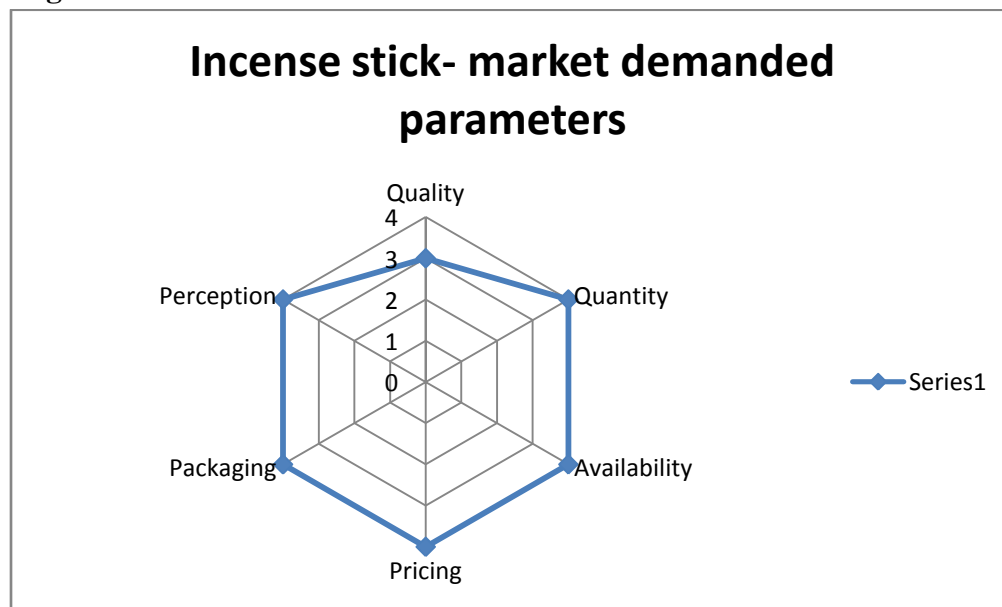 Incense stick- market demanded
parameters
Quality
4
3
2
1
0
Perception
Quantity
Series1
Packaging
Availability
Pricing